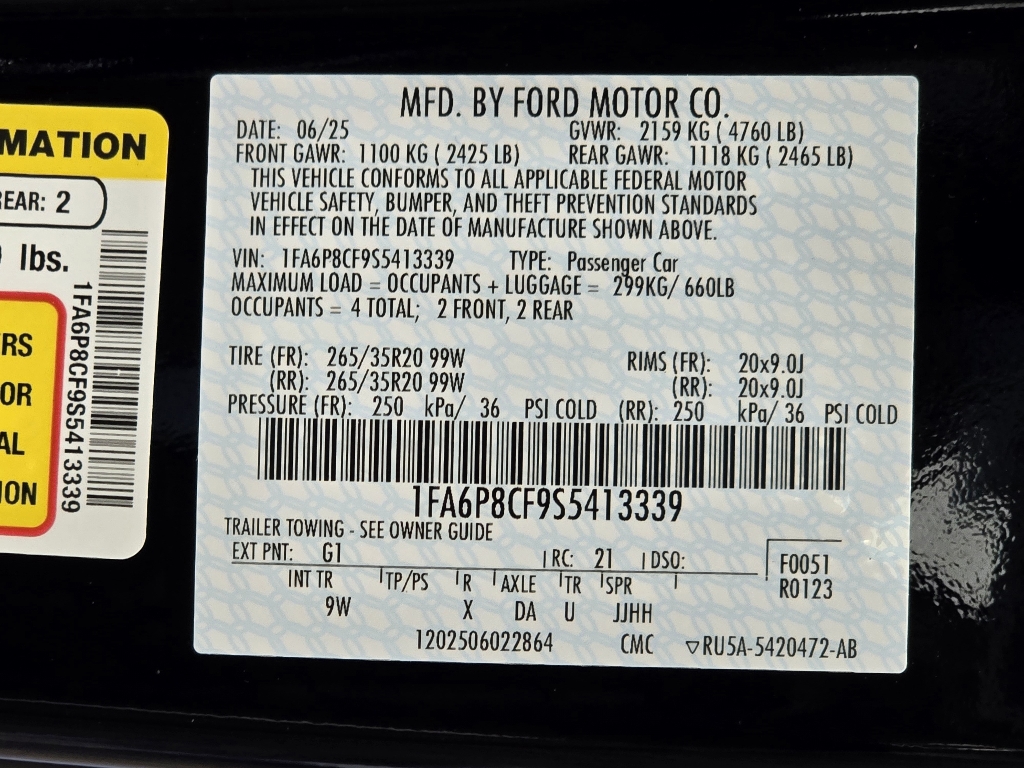 MATION
REAR: 2
lbs.
1FA6P8CF9S5413339
RS
OR
AL
ION
MFD. BY FORD MOTOR CO.
DATE: 06/25 GVWR: 2159 KG ( 4760 LB)
FRONT GAWR: 1100 KG ( 2425 LB) REAR GAWR: 1118 KG ( 2465 LB)
THIS VEHICLE CONFORMS TO ALL APPLICABLE FEDERAL MOTOR
VEHICLE SAFETY, BUMPER, AND THEFT PREVENTION STANDARDS
IN EFFECT ON THE DATE OF MANUFACTURE SHOWN ABOVE.
VIN: 1FA6P8CF9S5413339 TYPE: Passenger Car
MAXIMUM LOAD = OCCUPANTS + LUGGAGE = 299KG/ 660LB
OCCUPANTS = 4 TOTAL; 2 FRONT, 2 REAR
TIRE (FR): 265/35R20 99W RIMS (FR): 20x9.0J
(RR): 265/35R20 99W (RR): 20x9.0J
PRESSURE (FR): 250 kPa/ 36 PSI COLD (RR): 250 kPa/ 36 PSI COLD
1FA6P8CF9S5413339
TRAILER TOWING - SEE OWNER GUIDE
EXT PNT: G1 RC: 21 DSO: F0051
INT TR TP/PS R AXLE TR SPR R0123
9W X DA U JJHH
1202506022864 CMC ▽RU5A-5420472-AB